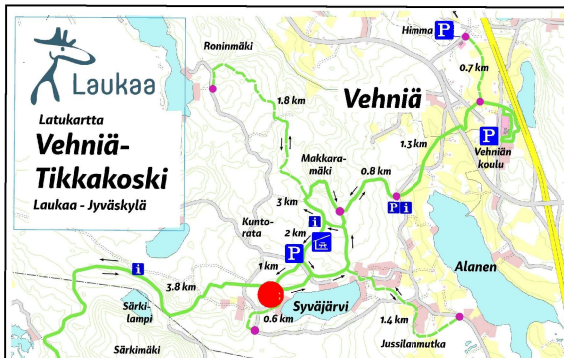 Laukaa
Latukartta
Vehniä-
Tikkakoski
Laukaa - Jyväskylä
Roninmäki
1.8 km
Himma
P
0.7 km
Vehniä
P
Vehniän
koulu
1.3 km
Makkara-
mäki
0.8 km
P i
3 km
i
Kunto-
rata
2 km
P
1 km
i
3.8 km
Särki-
lampi
0.6 km
Syväjärvi
Alanen
1.4 km
Jussilanmutka
Särkimäki